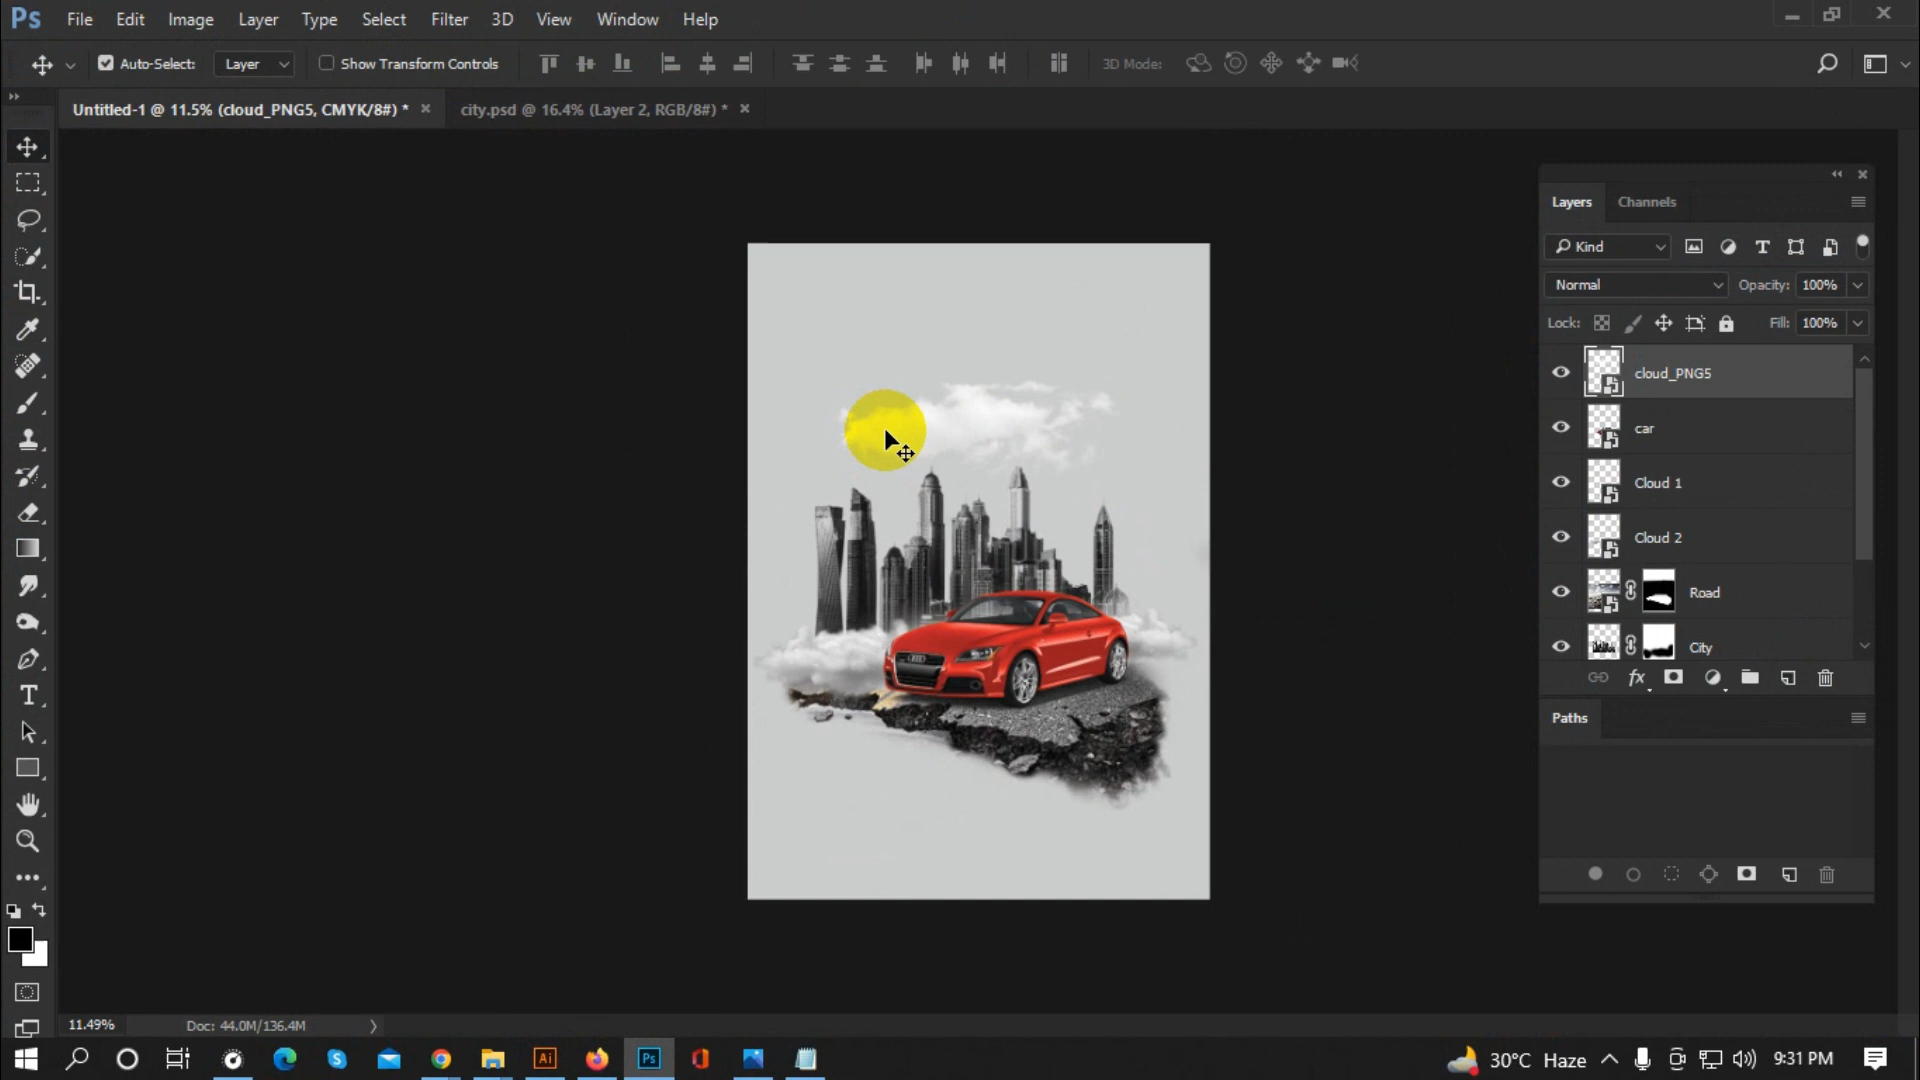 Ps File Edit Image Layer Type Select Filter 3D View Window Help
Auto-Select: Layer Show Transform Controls 3D Mode:
Untitled-1 @ 11.5% (cloud_PNG5, CMYK/8#) * city.psd @ 16.4% (Layer 2, RGB/8#) *
Layers Channels
Kind
Normal Opacity: 100%
Lock: Fill: 100%
cloud_PNG5
car
Cloud 1
Cloud 2
Road
City
Paths
11.49% Doc: 44.0M/136.4M
30°C Haze 9:31 PM